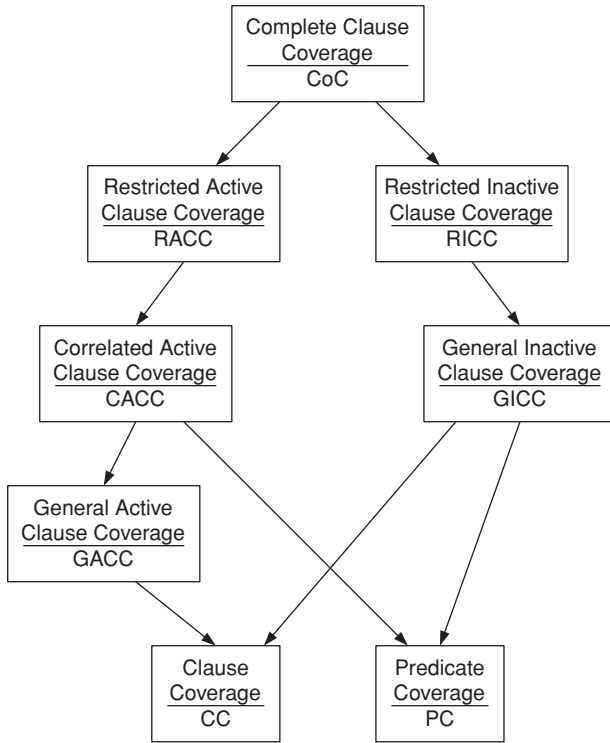 Complete Clause
Coverage
CoC
Restricted Active
Clause Coverage
RACC
Restricted Inactive
Clause Coverage
RICC
Correlated Active
Clause Coverage
CACC
General Inactive
Clause Coverage
GICC
General Active
Clause Coverage
GACC
Clause
Coverage
CC
Predicate
Coverage
PC